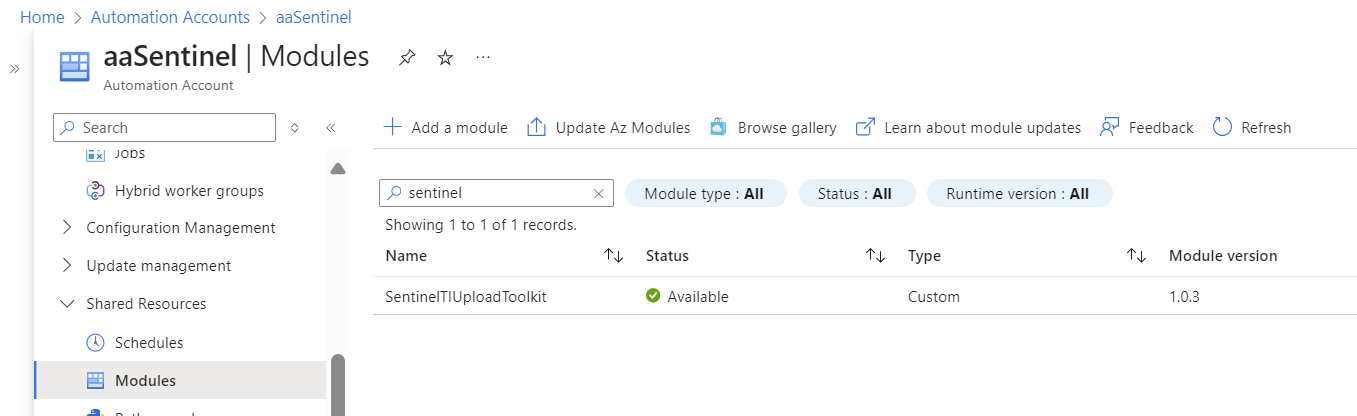 Home > Automation Accounts > aaSentinel
aaSentinel | Modules
Automation Account
Search
Add a module
Update Az Modules
Browse gallery
Learn about module updates
Feedback
Refresh
Jobs
Hybrid worker groups
Configuration Management
Update management
Shared Resources
Schedules
Modules
sentinel
Module type : All
Status : All
Runtime version : All
Showing 1 to 1 of 1 records.
Name Status Type Module version
SentinelTIUploadToolkit Available Custom 1.0.3